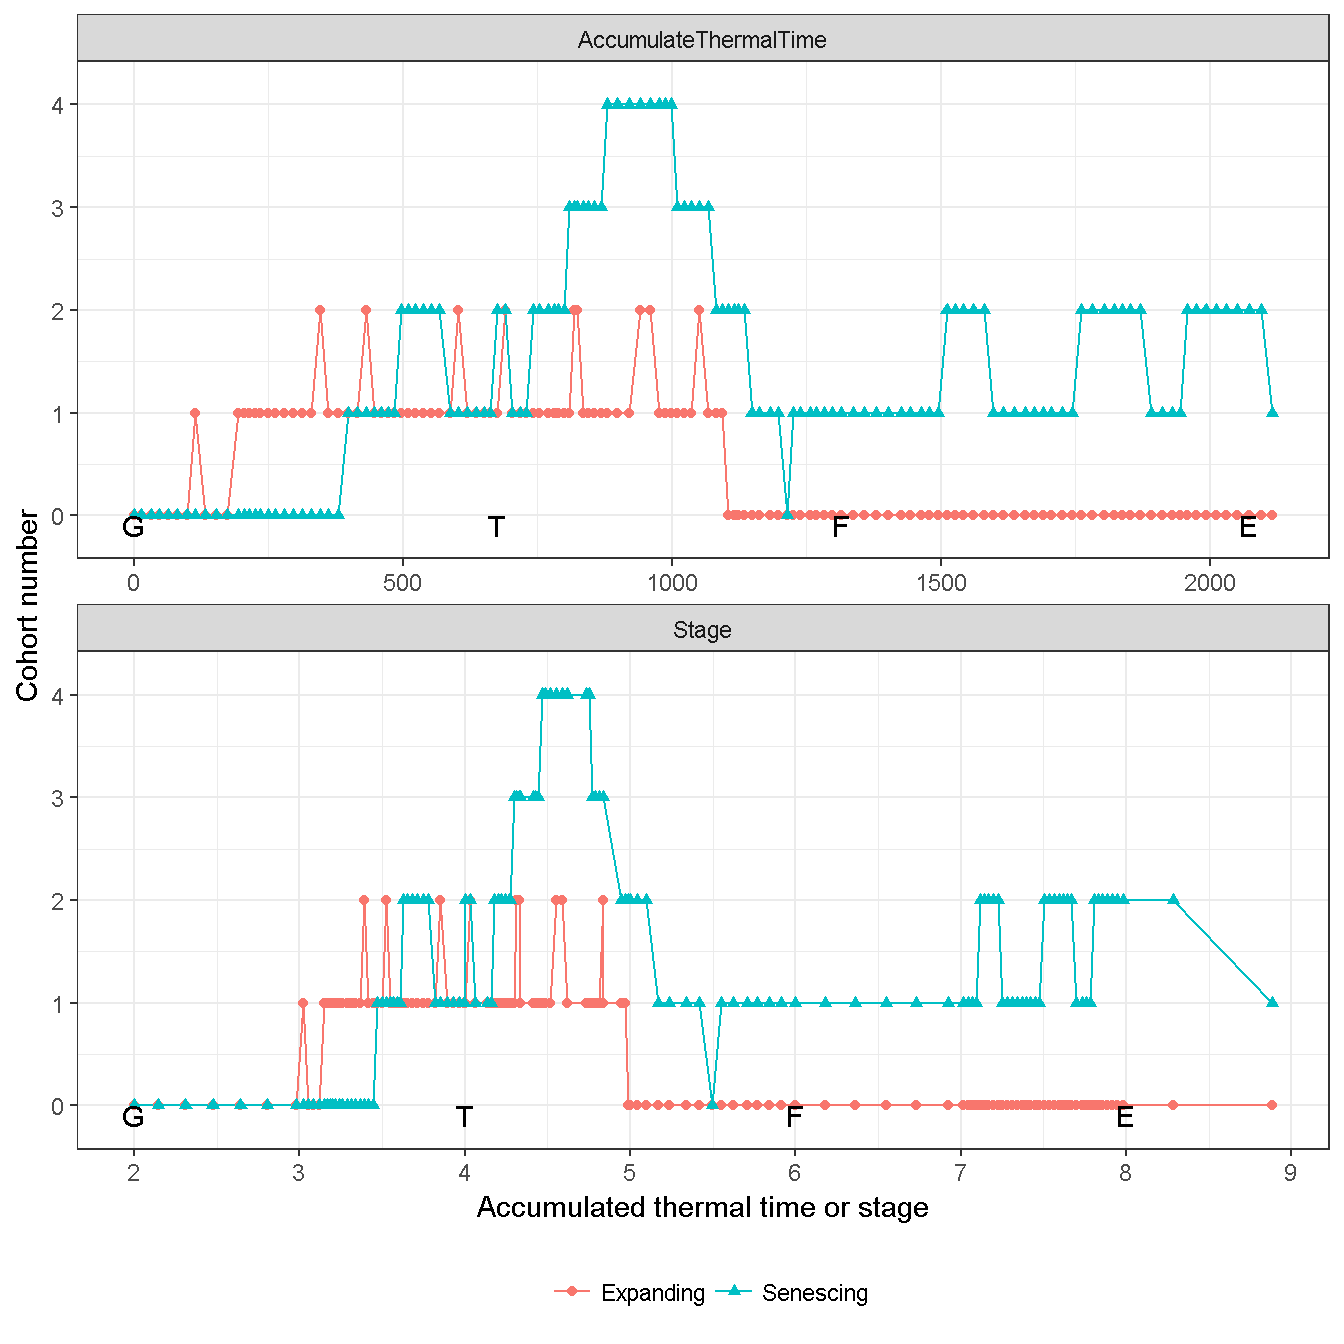 AccumulateThermalTime
4
3
2
1
0
G T F E
0 500 1000 1500 2000
Cohort number
Stage
4
3
2
1
0
G T F E
2 3 4 5 6 7 8 9
Accumulated thermal time or stage
Expanding Senescing